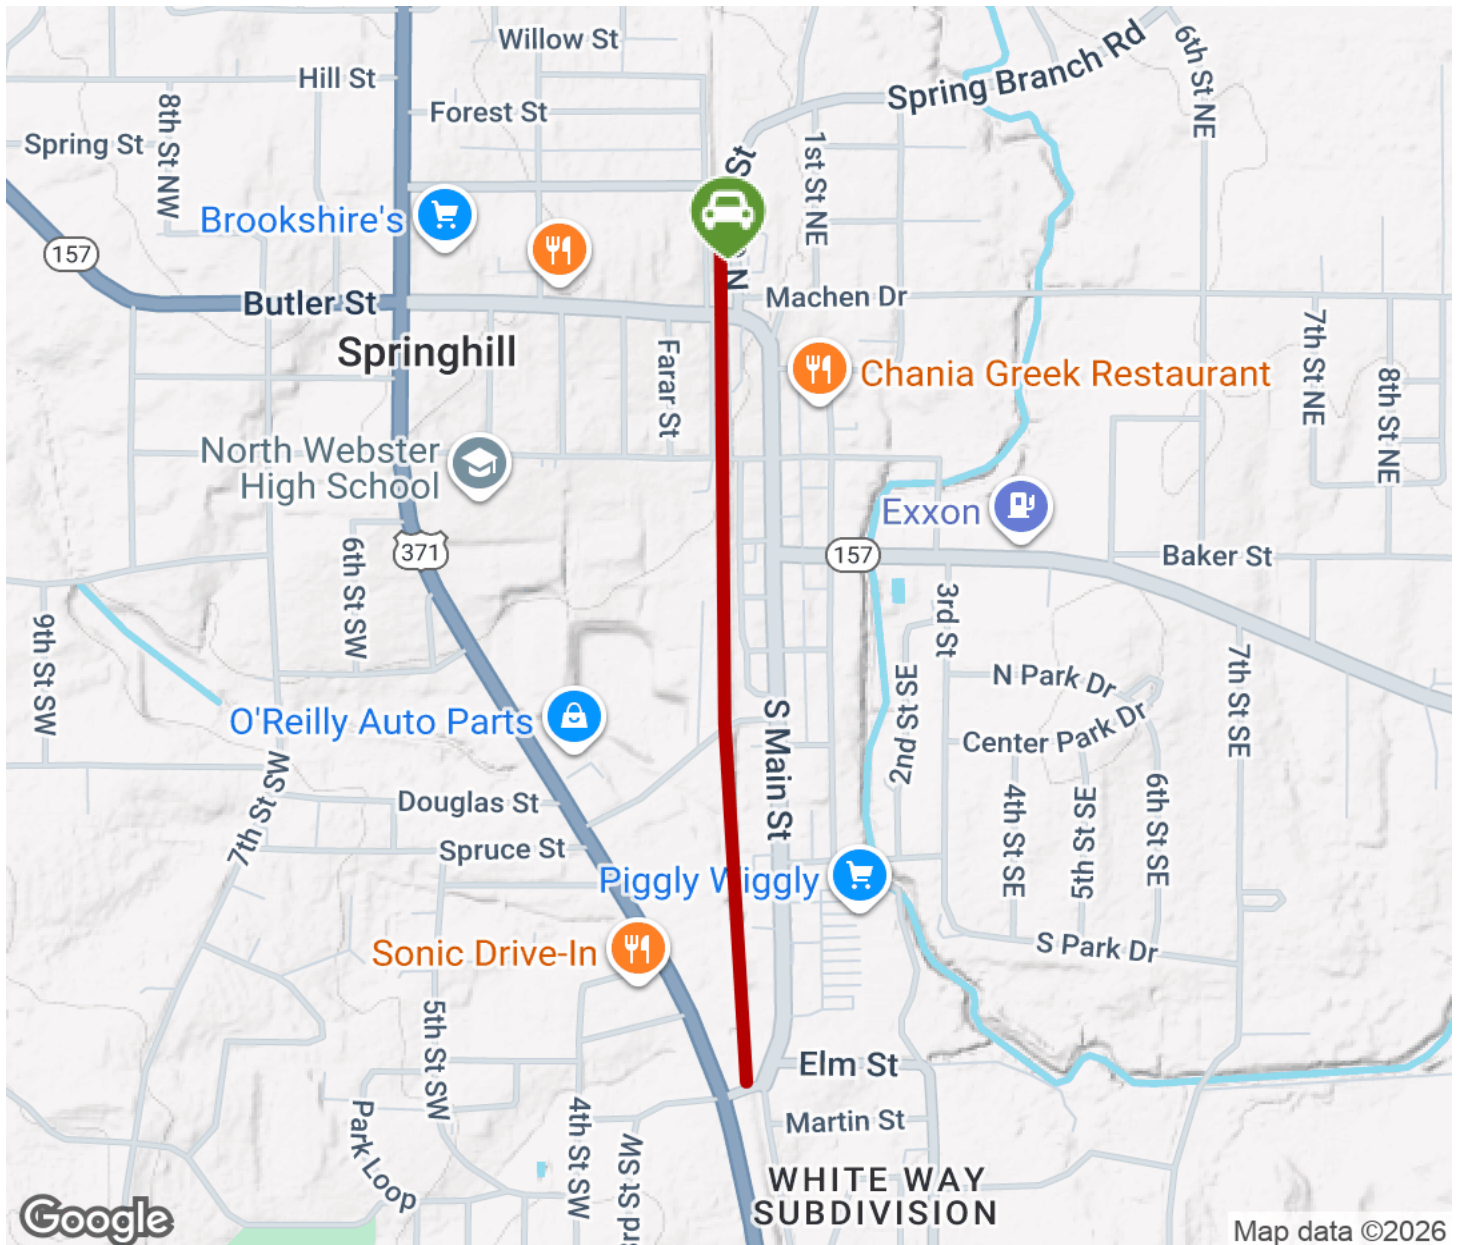 Willow St
Hill St
Forest St
Spring St
8th St NW
Spring Branch Rd
6th St NE
1st St NE
St
N
Brookshire's
157
Butler St
Machen Dr
Springhill
Farar St
Chania Greek Restaurant
7th St NE
8th St NE
North Webster
High School
Exxon
371
157
Baker St
6th St SW
9th St SW
3rd St
2nd St SE
N Park Dr
Center Park Dr
7th St SE
O'Reilly Auto Parts
S Main St
7th St SW
Douglas St
Spruce St
4th St SE
5th St SE
6th St SE
Piggly Wiggly
S Park Dr
Sonic Drive-In
5th St SW
Elm St
Park Loop
4th St SW
Martin St
WHITE WAY
SUBDIVISION
Google
Map data ©2026